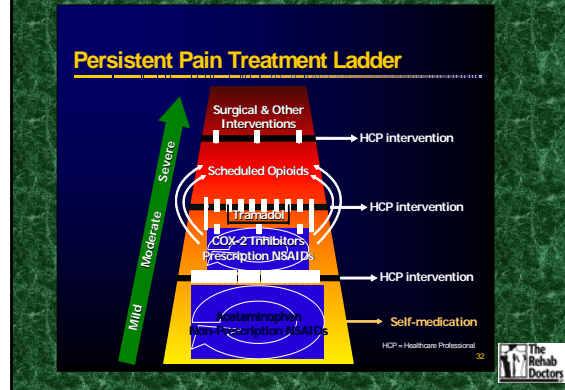 Persistent Pain Treatment Ladder
Surgical & Other
Interventions
HCP intervention
Severe
Scheduled Opioids
HCP intervention
Tramadol
Moderate
COX-2 Inhibitors
Prescription NSAIDs
HCP intervention
Mild
Acetaminophen
Non-Prescription NSAIDs
Self-medication
HCP = Healthcare Professional
32
The
Rehab
Doctors